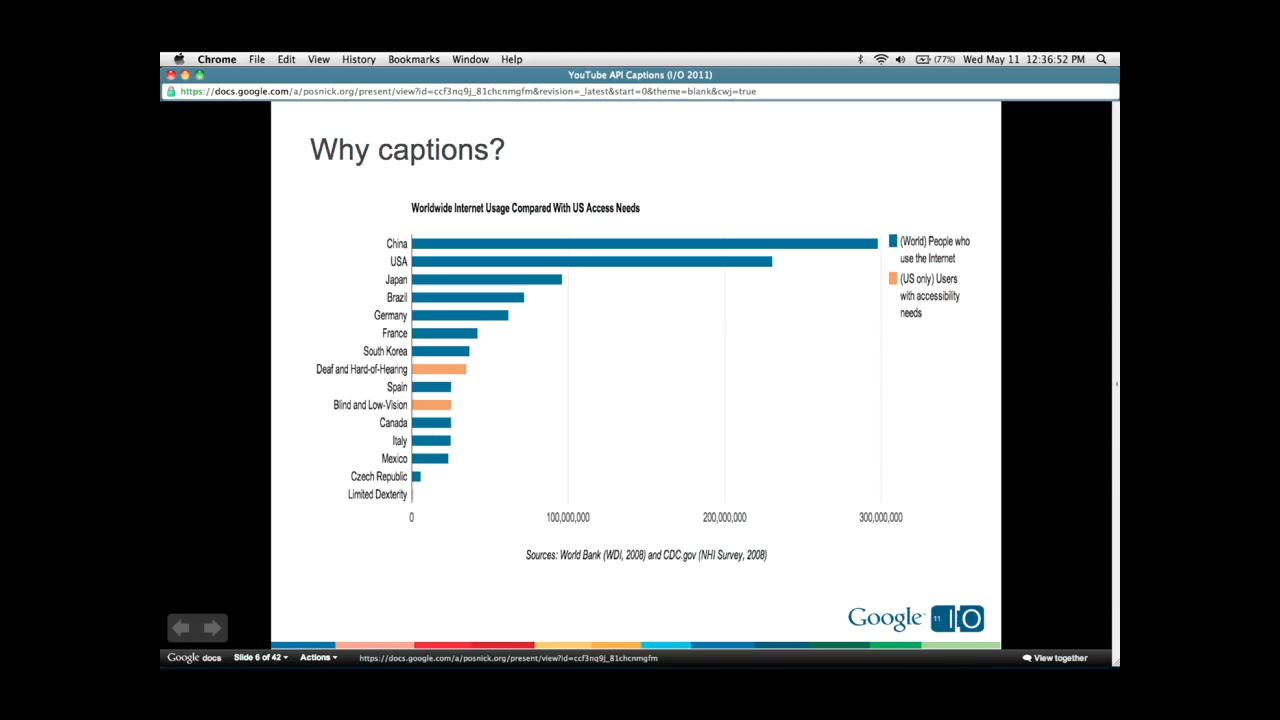 Chrome File Edit View History Bookmarks Window Help (77%) Wed May 11 12:36:52 PM
YouTube API Captions (I/O 2011)
https://docs.google.com/a/posnick.org/present/view?id=ccf3nq9j_81chcnmgfm&revision=_latest&start=0&theme=blank&cwj=true
Why captions?
Worldwide Internet Usage Compared With US Access Needs
China
USA
Japan
Brazil
Germany
France
South Korea
Deaf and Hard-of-Hearing
Spain
Blind and Low-Vision
Canada
Italy
Mexico
Czech Republic
Limited Dexterity
0 100,000,000 200,000,000 300,000,000
(World) People who
use the Internet
(US only) Users
with accessibility
needs
Sources: World Bank (WDI, 2008) and CDC.gov (NHI Survey, 2008)
Google 11 IO
Google docs Slide 6 of 42 Actions https://docs.google.com/a/posnick.org/present/view?id=ccf3nq9j_81chcnmgfm View together